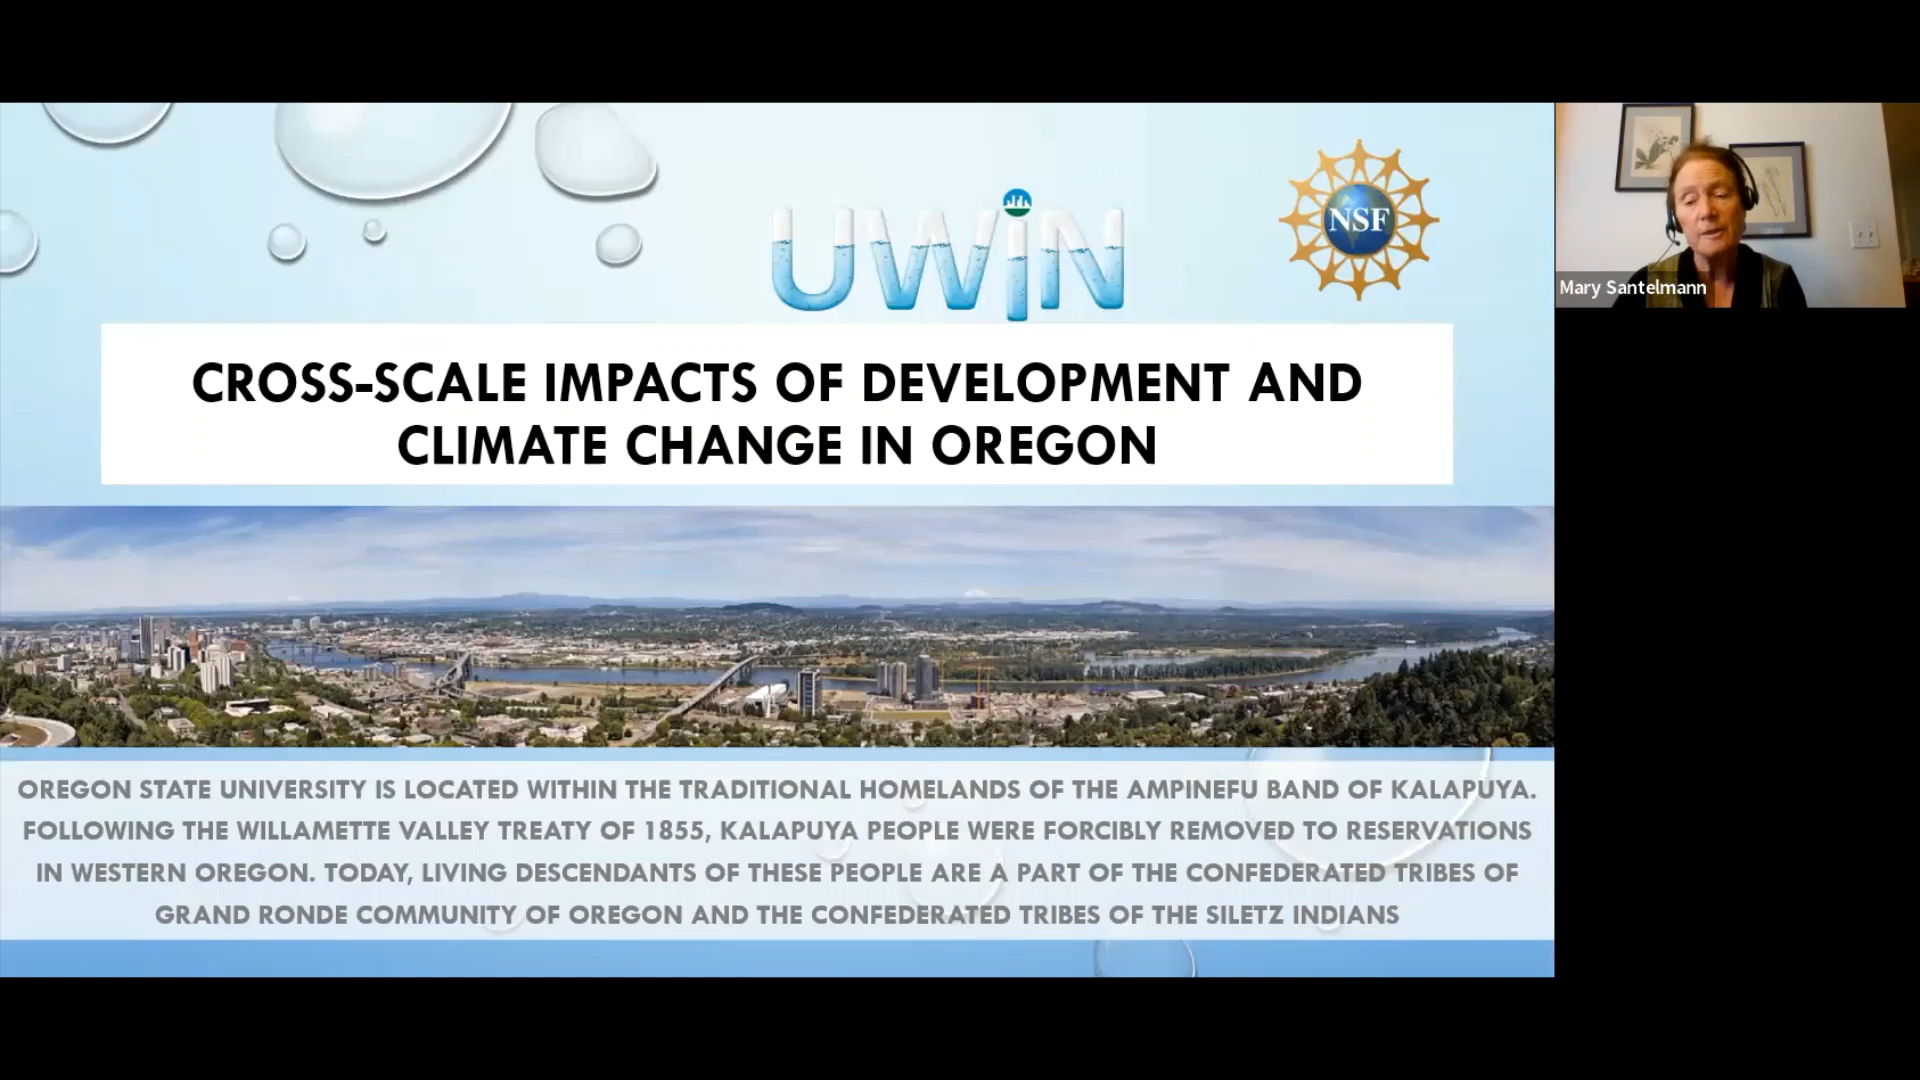 UWiN
NSF
Mary Santelmann
CROSS-SCALE IMPACTS OF DEVELOPMENT AND
CLIMATE CHANGE IN OREGON
OREGON STATE UNIVERSITY IS LOCATED WITHIN THE TRADITIONAL HOMELANDS OF THE AMPINEFU BAND OF KALAPUYA.
FOLLOWING THE WILLAMETTE VALLEY TREATY OF 1855, KALAPUYA PEOPLE WERE FORCIBLY REMOVED TO RESERVATIONS
IN WESTERN OREGON. TODAY, LIVING DESCENDANTS OF THESE PEOPLE ARE A PART OF THE CONFEDERATED TRIBES OF
GRAND RONDE COMMUNITY OF OREGON AND THE CONFEDERATED TRIBES OF THE SILETZ INDIANS